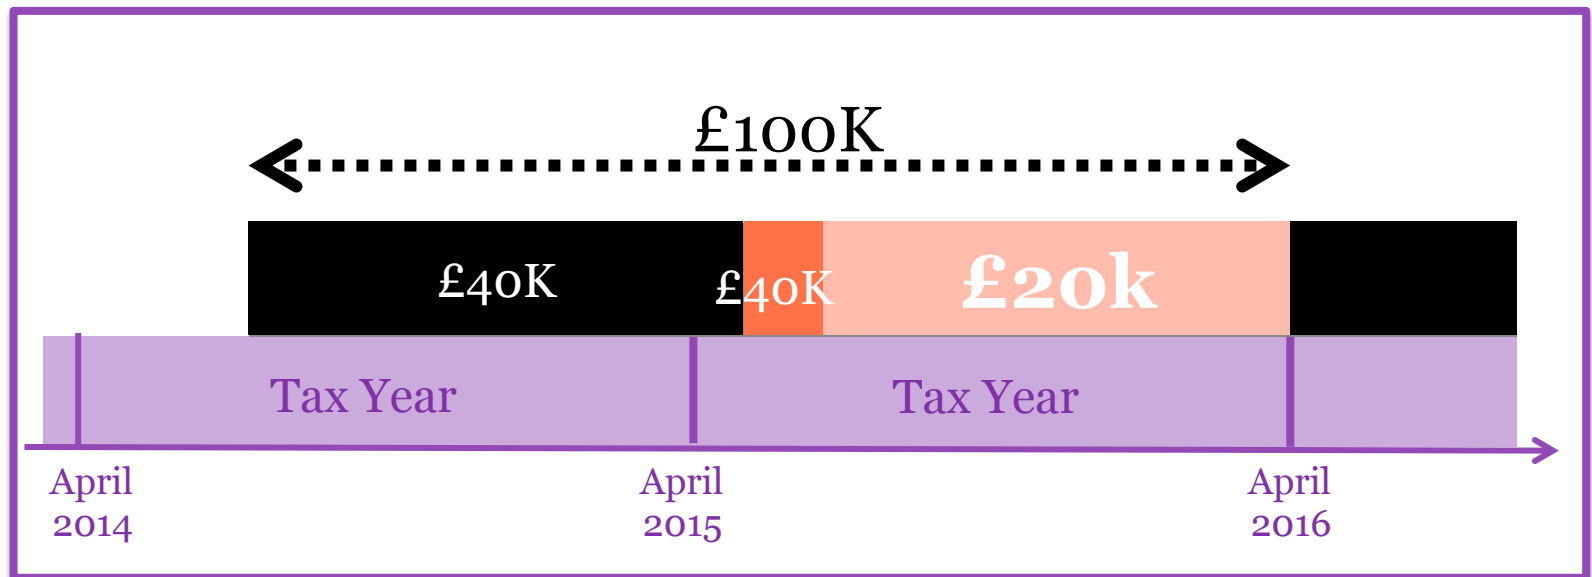 £100K
£40K £40K £20k
Tax Year Tax Year
April April April
2014 2015 2016